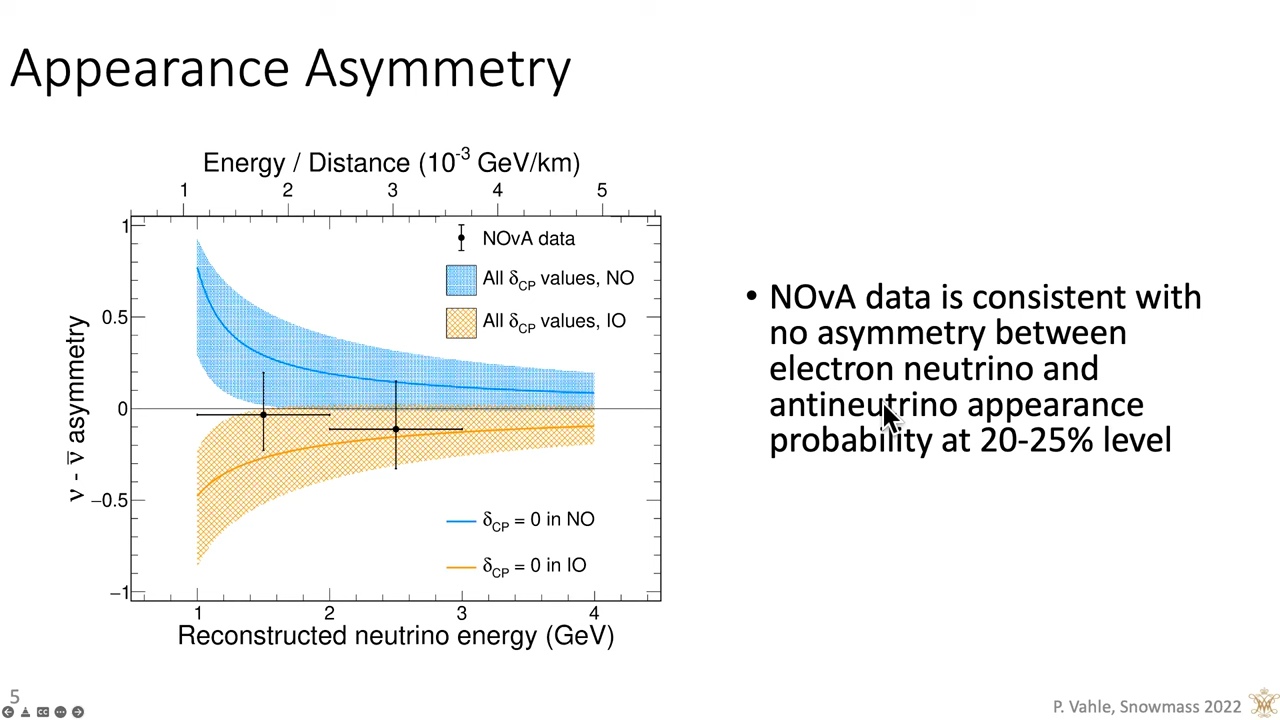 Appearance Asymmetry
Energy / Distance (10⁻³ GeV/km)
1 2 3 4 5
1
0.5
0
−0.5
−1
ν - ν̅ asymmetry
NOvA data
All δCP values, NO
All δCP values, IO
δCP = 0 in NO
δCP = 0 in IO
1 2 3 4
Reconstructed neutrino energy (GeV)
• NOvA data is consistent with
no asymmetry between
electron neutrino and
antineutrino appearance
probability at 20-25% level
5
P. Vahle, Snowmass 2022